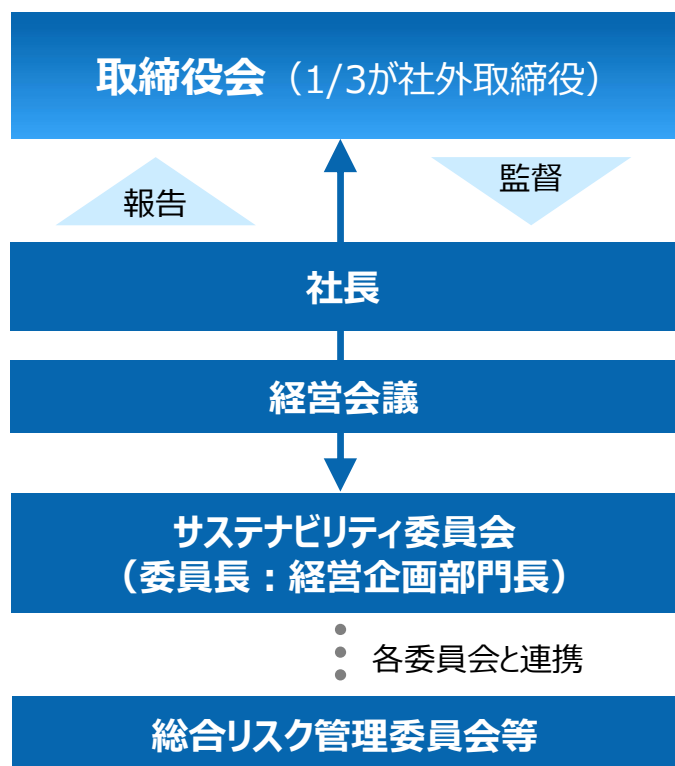 取締役会（1/3が社外取締役）
報告
監督
社長
経営会議
サステナビリティ委員会
（委員長：経営企画部門長）
各委員会と連携
総合リスク管理委員会等